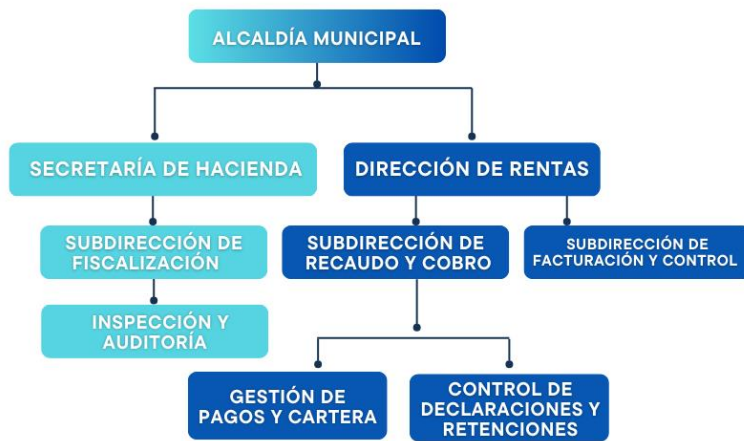 ALCALDÍA MUNICIPAL
SECRETARÍA DE HACIENDA
DIRECCIÓN DE RENTAS
SUBDIRECCIÓN DE
FISCALIZACIÓN
SUBDIRECCIÓN DE
RECAUDO Y COBRO
SUBDIRECCIÓN DE
FACTURACIÓN Y CONTROL
INSPECCIÓN Y
AUDITORÍA
GESTIÓN DE
PAGOS Y CARTERA
CONTROL DE
DECLARACIONES Y
RETENCIONES